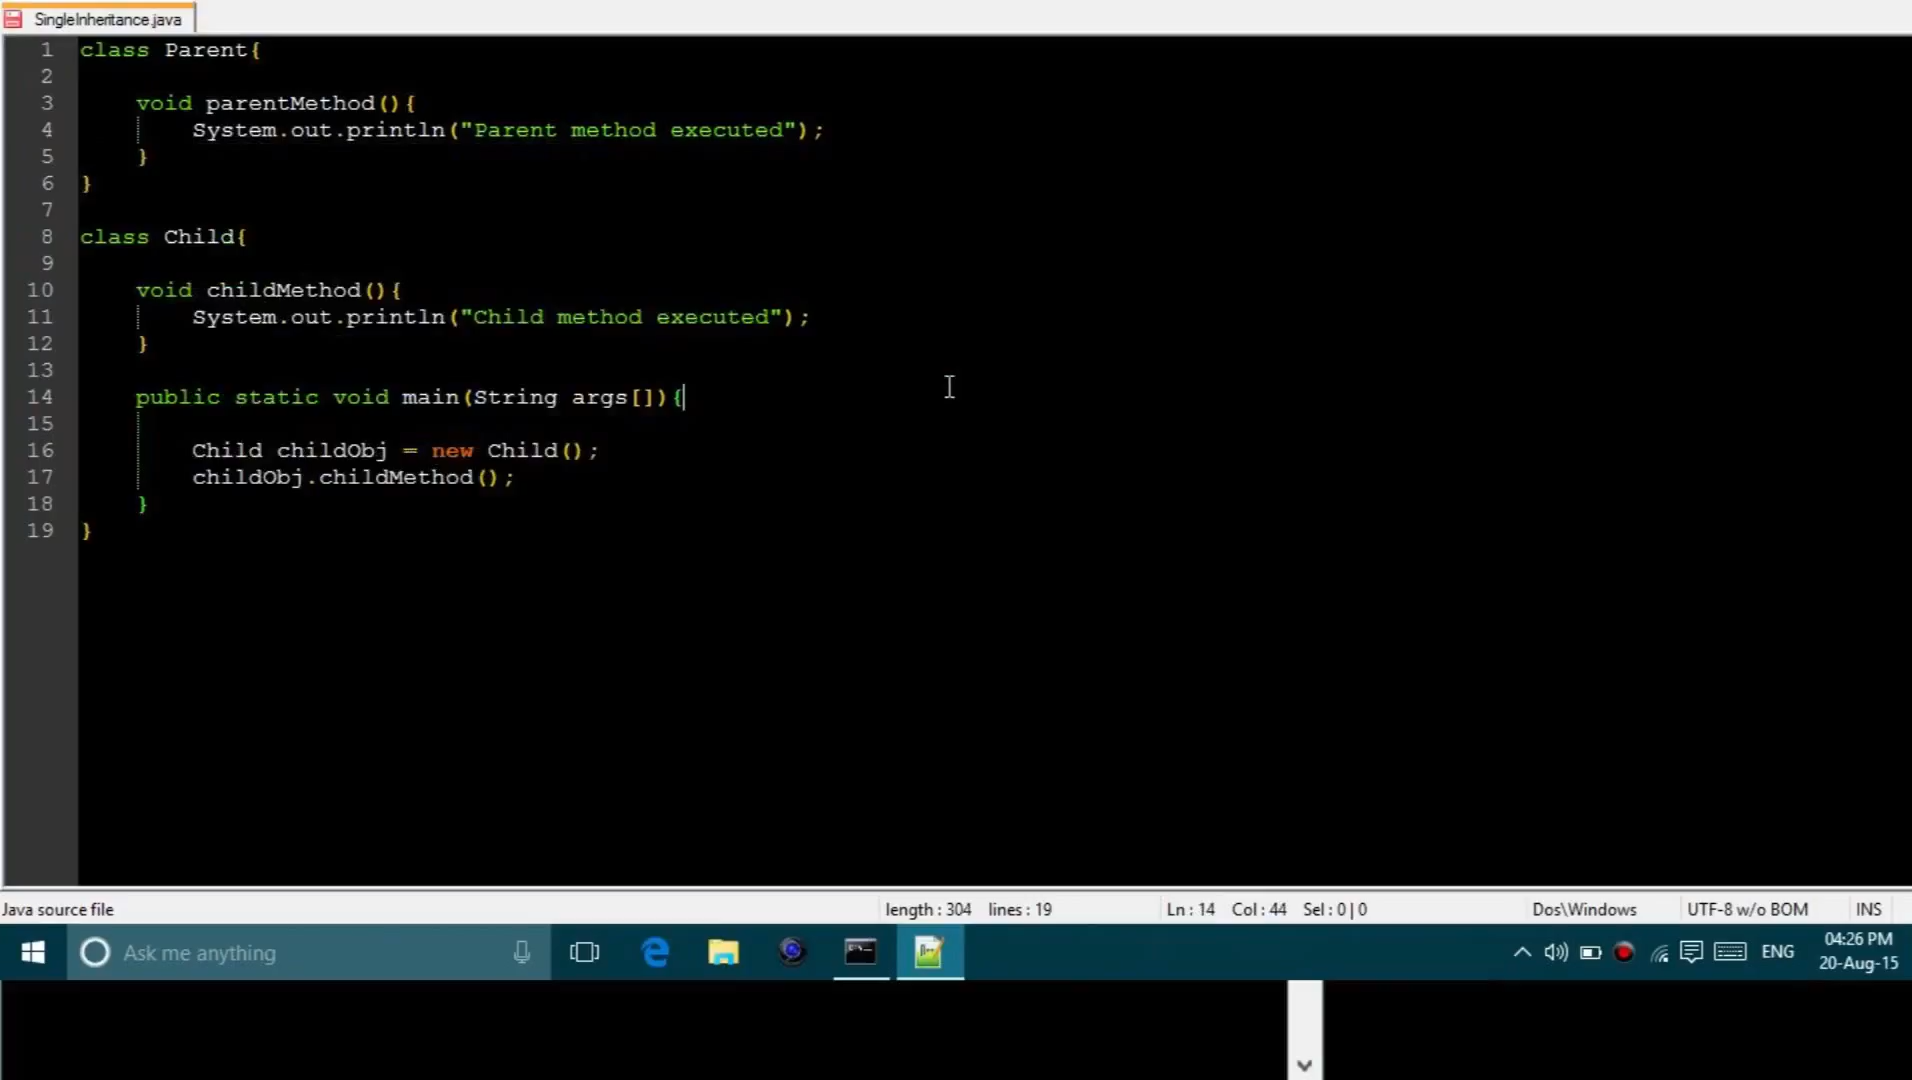 SingleInheritance.java
1 class Parent{
2
3 void parentMethod(){
4 System.out.println("Parent method executed");
5 }
6 }
7
8 class Child{
9
10 void childMethod(){
11 System.out.println("Child method executed");
12 }
13
14 public static void main(String args[]){
15
16 Child childObj = new Child();
17 childObj.childMethod();
18 }
19 }
Java source file length : 304 lines : 19 Ln : 14 Col : 44 Sel : 0 | 0 Dos\Windows UTF-8 w/o BOM INS
Ask me anything ENG 04:26 PM
20-Aug-15